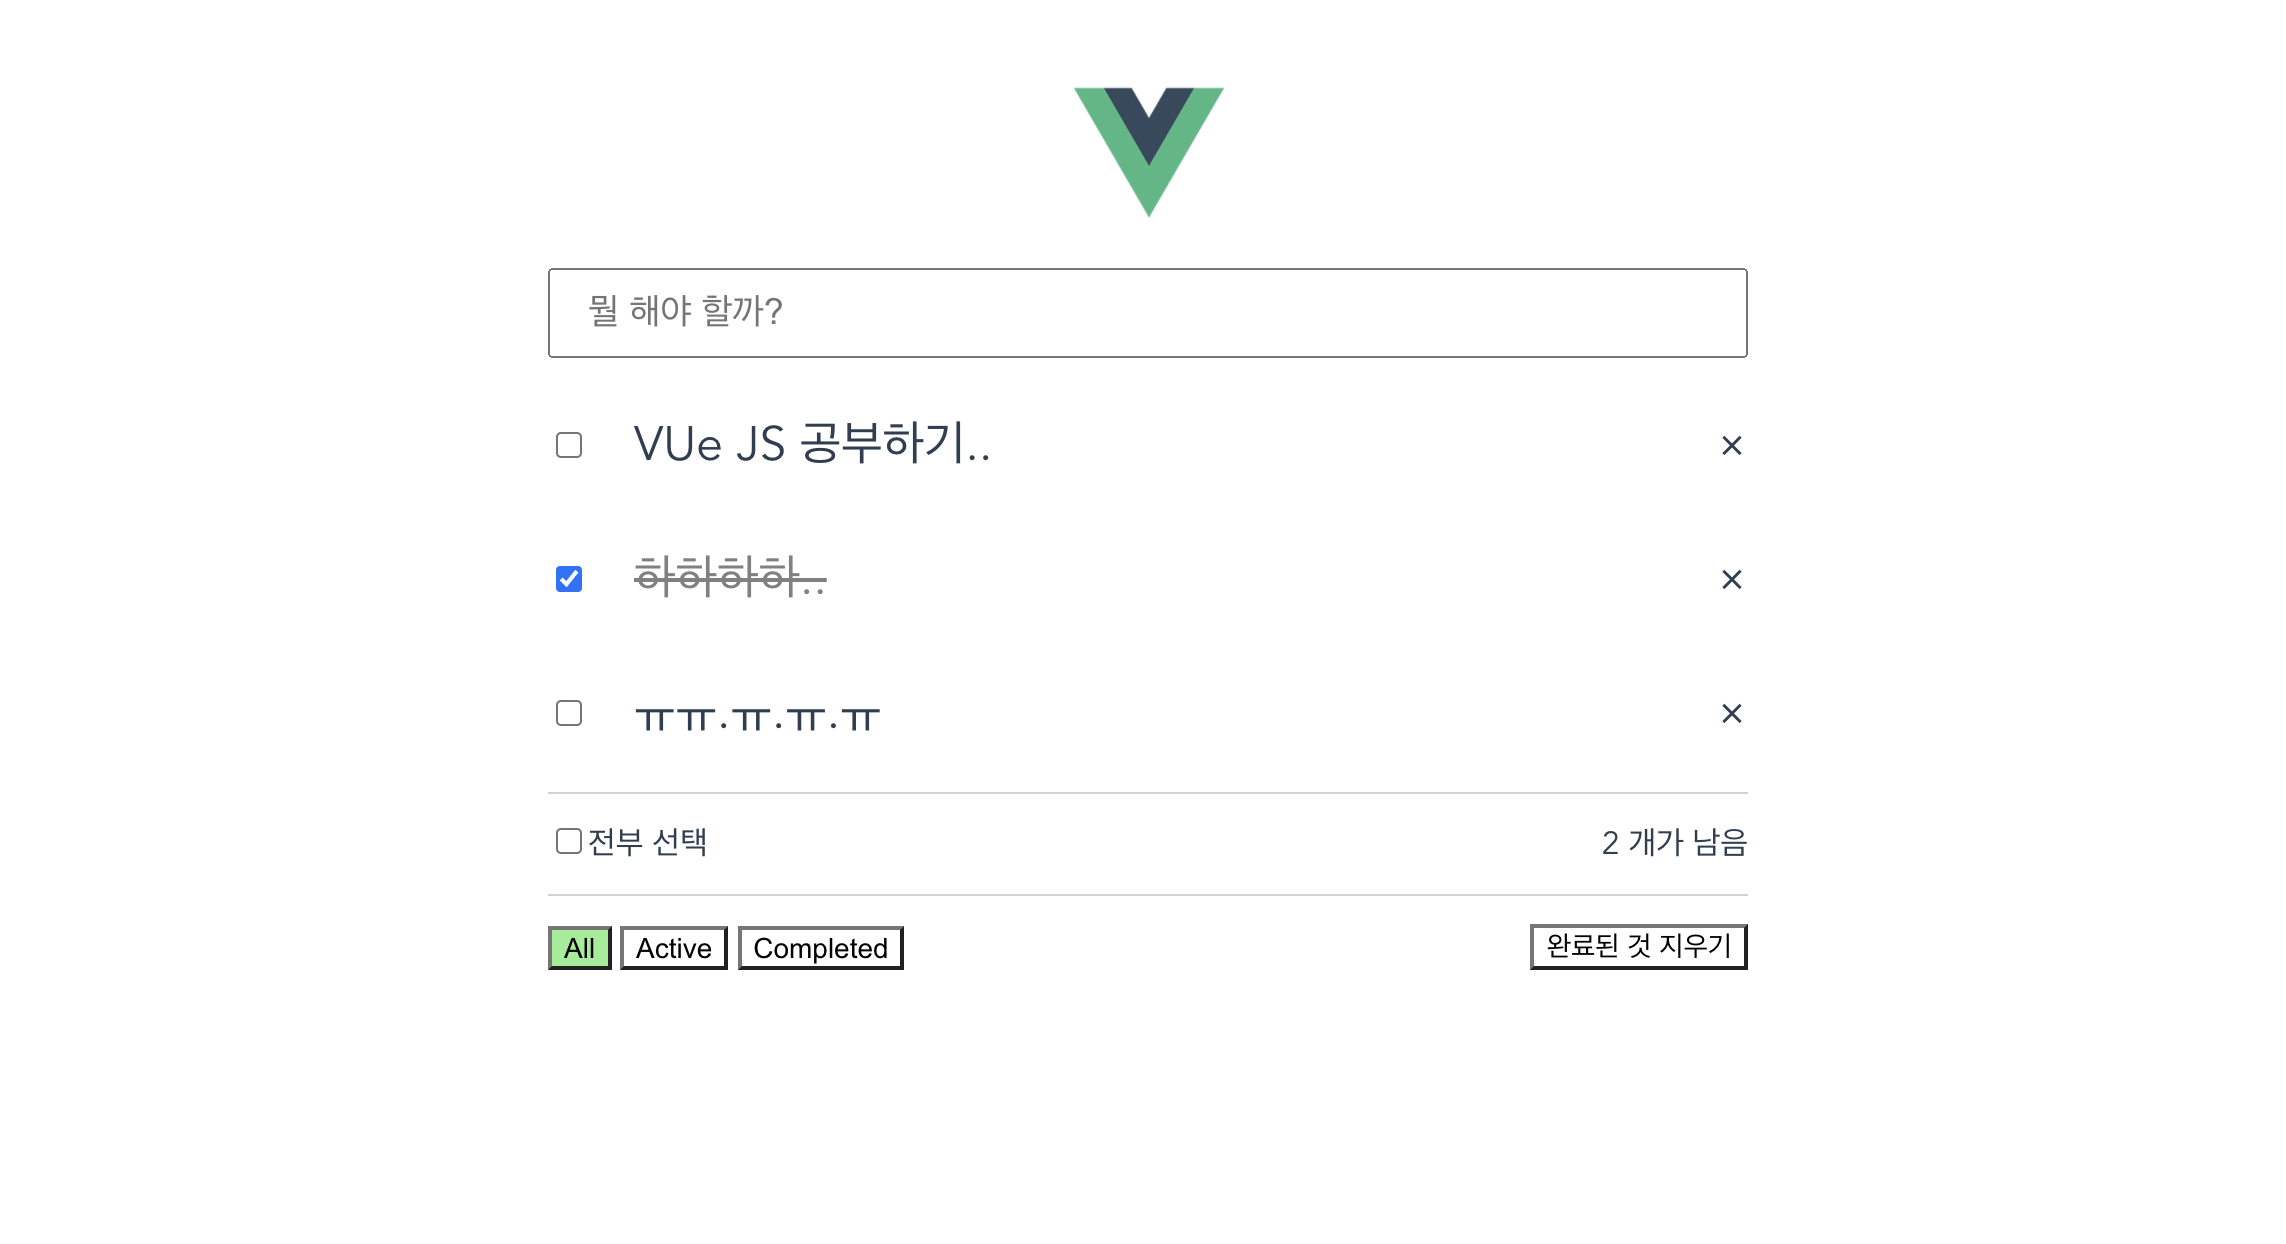 뭘 해야 할까?
VUe JS 공부하기.. ×
하하하하.. ×
ㅠㅠ.ㅠ.ㅠ.ㅠ ×
전부 선택 2 개가 남음
All Active Completed 완료된 것 지우기